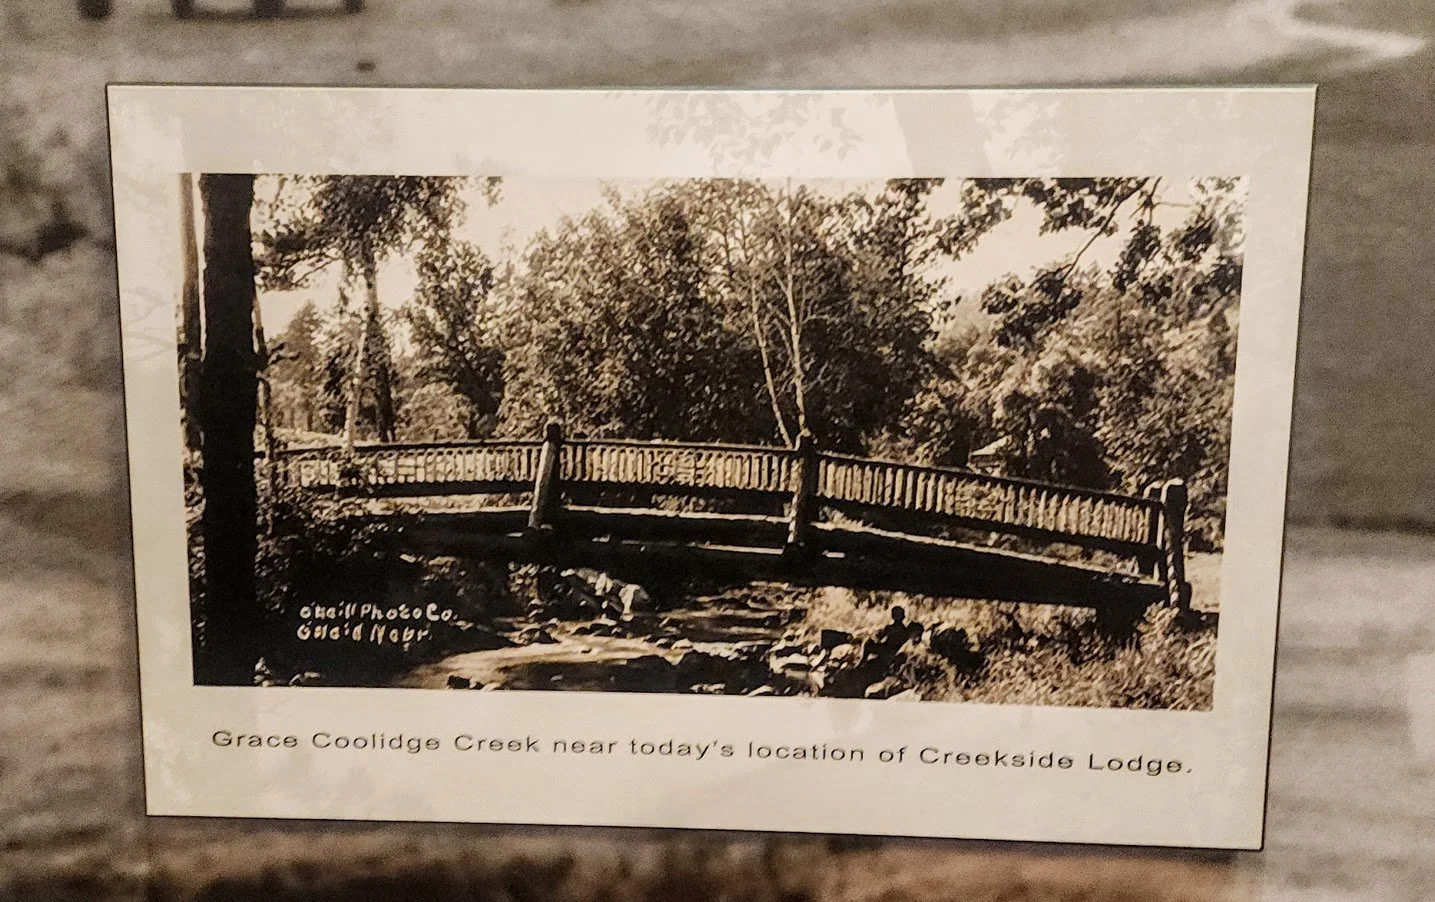 O'Neill Photo Co.
O'Neill Nebr.
Grace Coolidge Creek near today's location of Creekside Lodge.